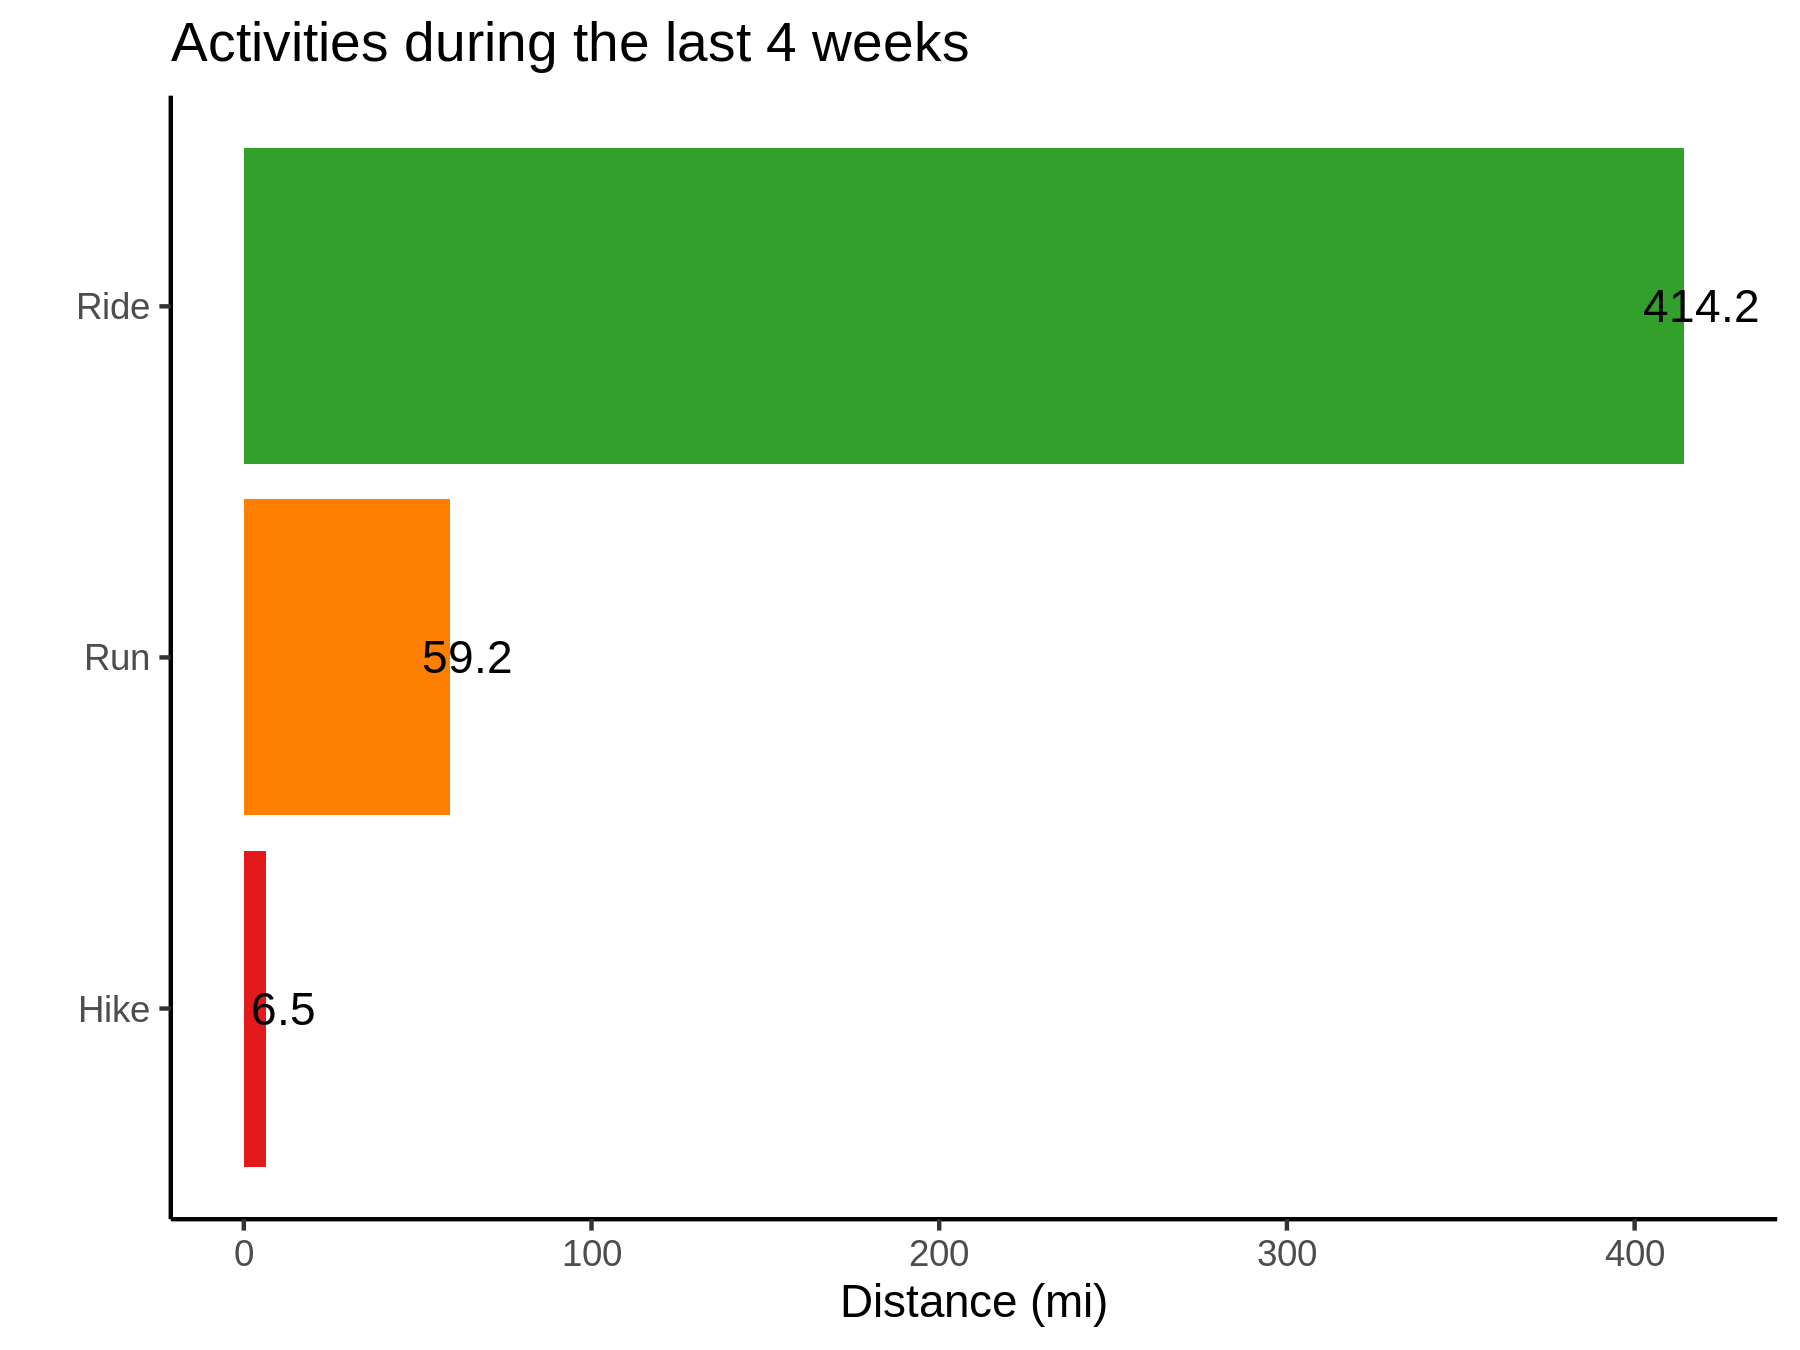 Activities during the last 4 weeks
Ride
414.2
Run
59.2
Hike
6.5
0 100 200 300 400
Distance (mi)